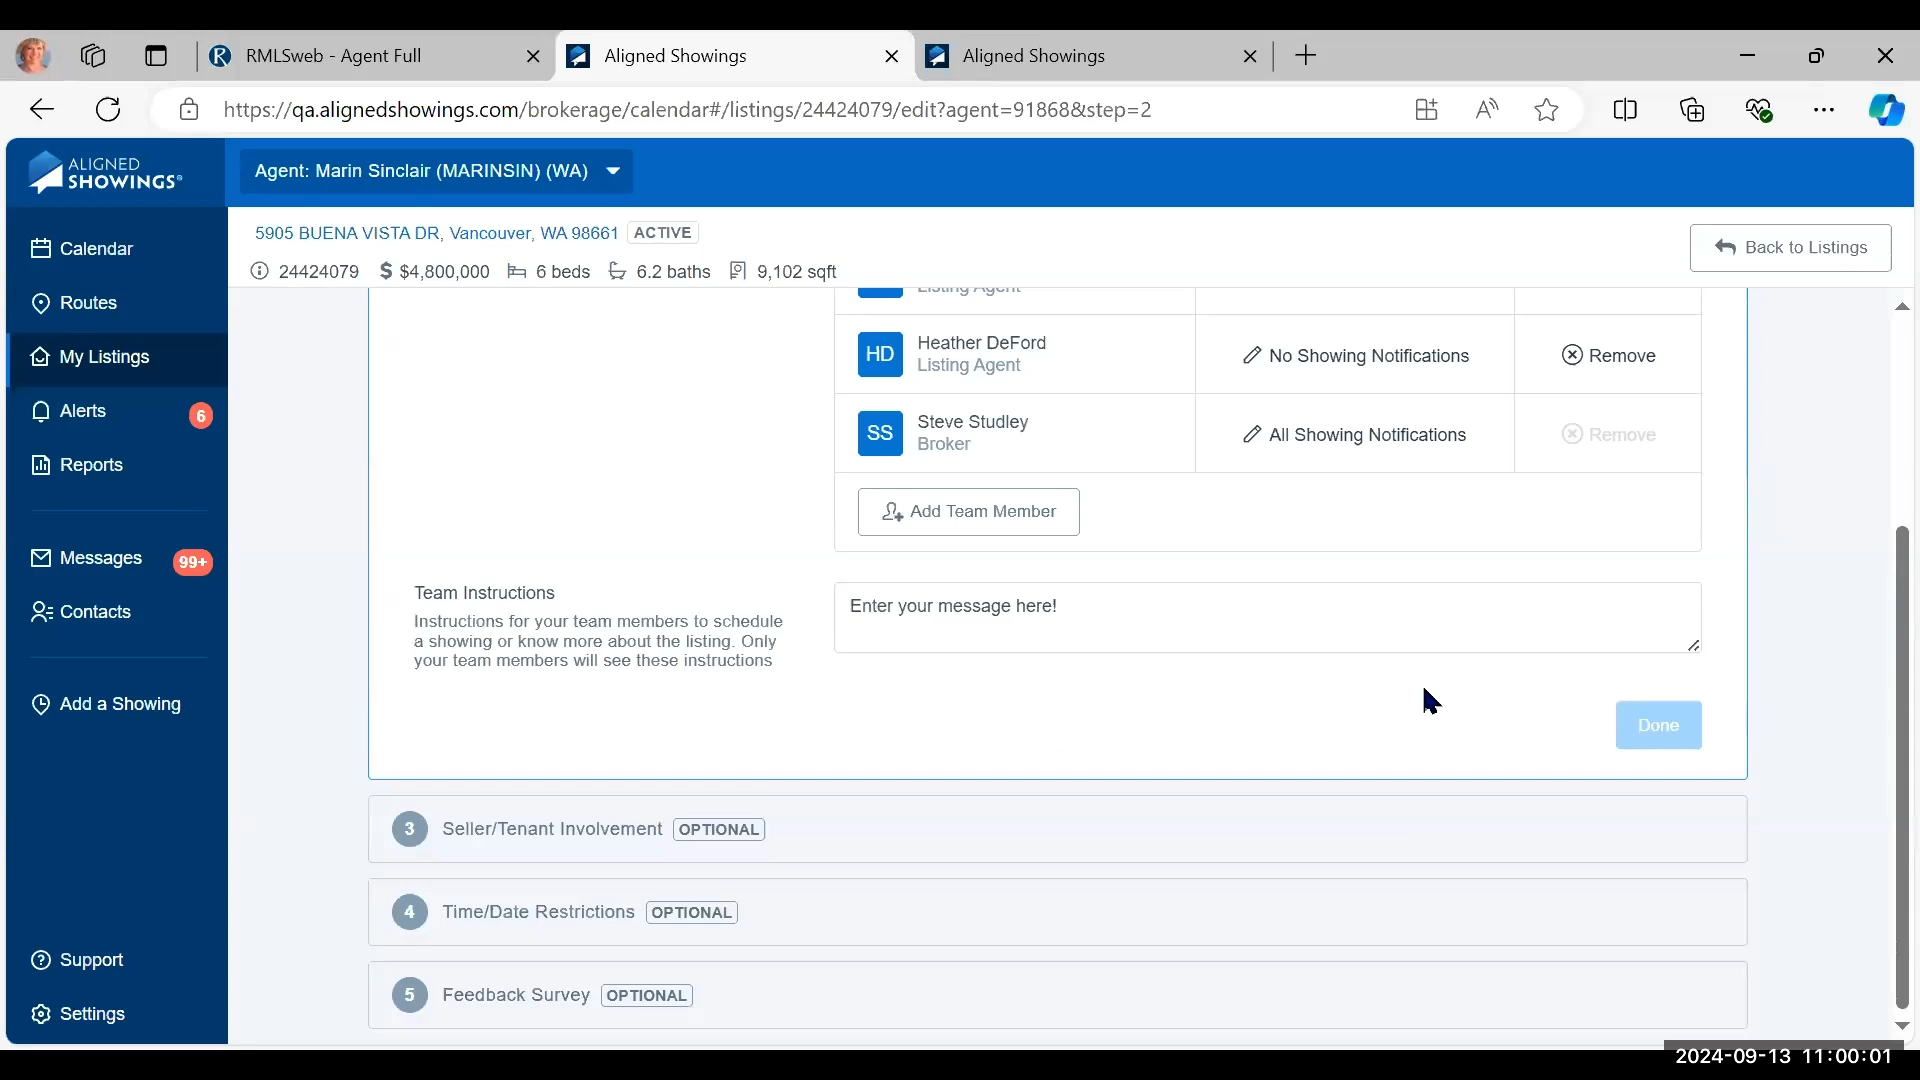 RMLSweb - Agent Full
Aligned Showings
Aligned Showings
https://qa.alignedshowings.com/brokerage/calendar#/listings/24424079/edit?agent=91868&step=2
ALIGNED
SHOWINGS®
Agent: Marin Sinclair (MARINSIN) (WA)
5905 BUENA VISTA DR, Vancouver, WA 98661 ACTIVE
24424079 $ $4,800,000 6 beds 6.2 baths 9,102 sqft
Back to Listings
Calendar
Routes
My Listings
Alerts 6
Reports
Messages 99+
Contacts
Add a Showing
Support
Settings
Listing Agent
HD Heather DeFord
Listing Agent
No Showing Notifications
Remove
SS Steve Studley
Broker
All Showing Notifications
Remove
Add Team Member
Team Instructions
Instructions for your team members to schedule
a showing or know more about the listing. Only
your team members will see these instructions
Enter your message here!
Done
3 Seller/Tenant Involvement OPTIONAL
4 Time/Date Restrictions OPTIONAL
5 Feedback Survey OPTIONAL
2024-09-13 11:00:01